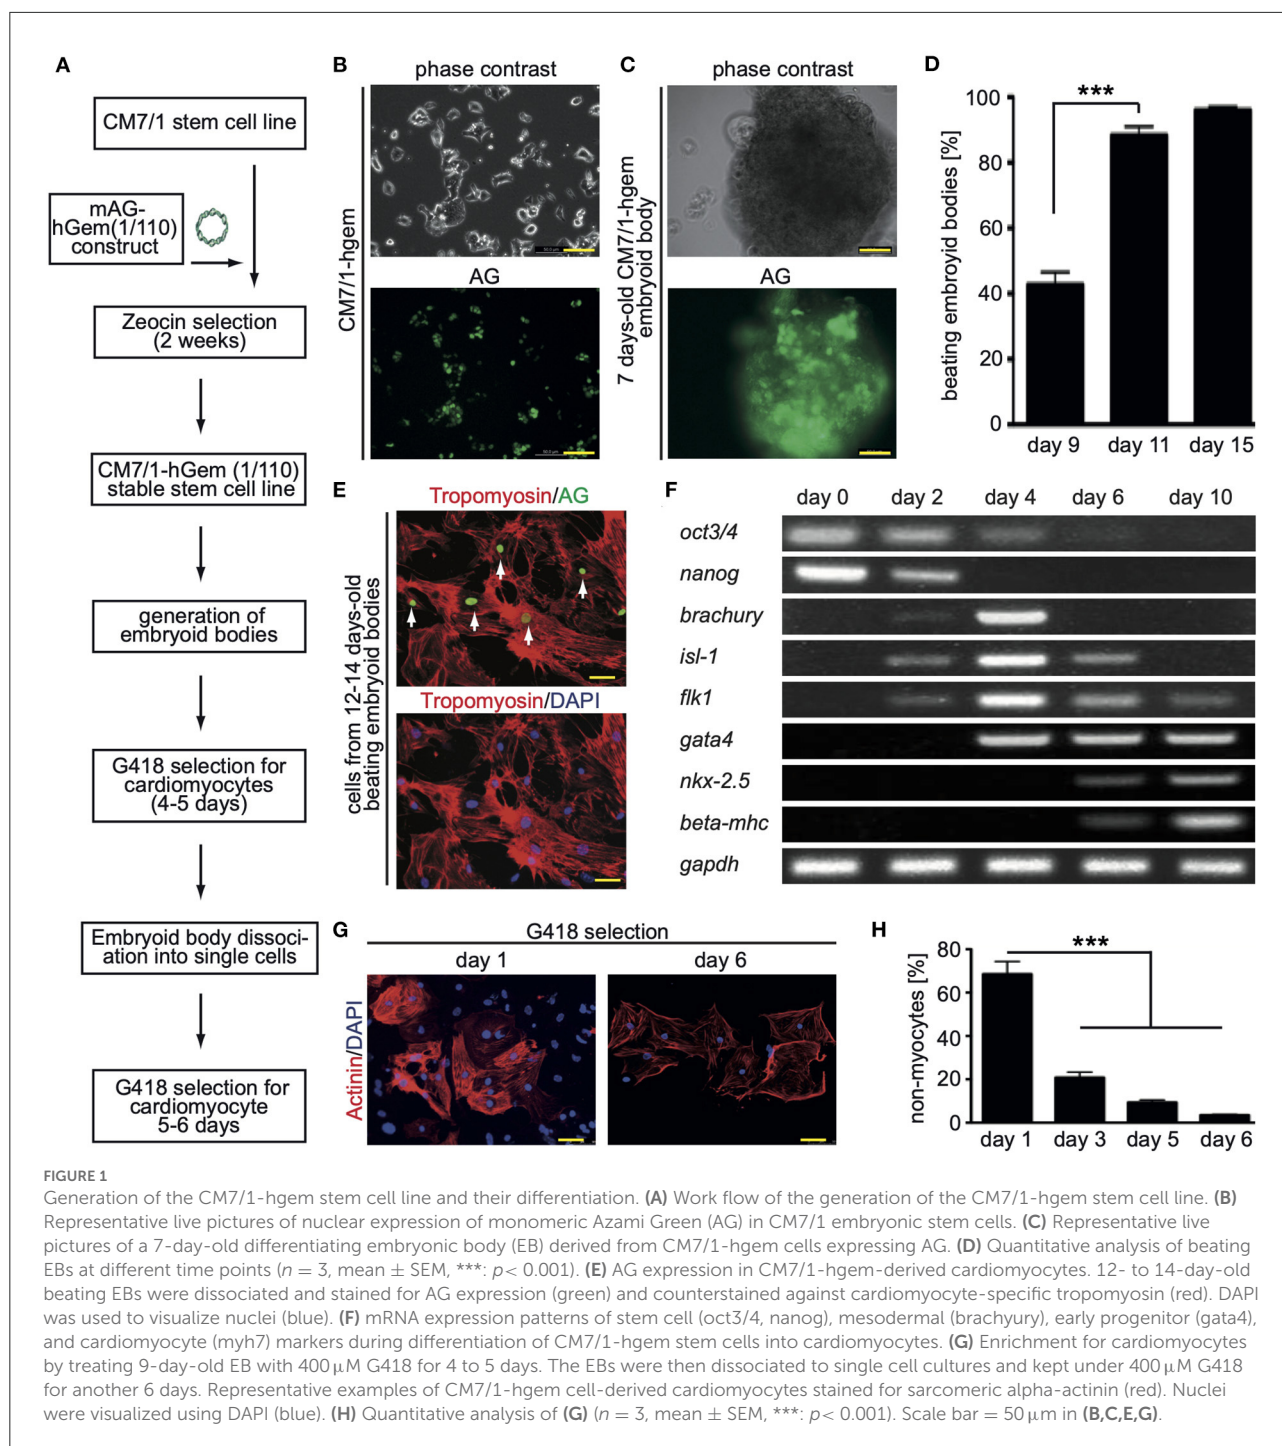 A
CM7/1 stem cell line
mAG-
hGem(1/110)
construct
Zeocin selection
(2 weeks)
CM7/1-hGem (1/110)
stable stem cell line
generation of
embryoid bodies
G418 selection for
cardiomyocytes
(4-5 days)
Embryoid body dissoci-
ation into single cells
G418 selection for
cardiomyocyte
5-6 days
B
phase contrast
CM7/1-hgem
AG
C
phase contrast
7 days-old CM7/1-hgem
embryoid body
AG
D
***
beating embroyid bodies [%]
100
80
60
40
20
0
day 9
day 11
day 15
E
Tropomyosin/AG
cells from 12-14 days-old
beating embryoid bodies
Tropomyosin/DAPI
F
day 0
day 2
day 4
day 6
day 10
oct3/4
nanog
brachury
isl-1
flk1
gata4
nkx-2.5
beta-mhc
gapdh
G
G418 selection
day 1
day 6
Actinin/DAPI
H
***
non-myocytes [%]
80
60
40
20
0
day 1
day 3
day 5
day 6
FIGURE 1
Generation of the CM7/1-hgem stem cell line and their differentiation. (A) Work flow of the generation of the CM7/1-hgem stem cell line. (B)
Representative live pictures of nuclear expression of monomeric Azami Green (AG) in CM7/1 embryonic stem cells. (C) Representative live
pictures of a 7-day-old differentiating embryonic body (EB) derived from CM7/1-hgem cells expressing AG. (D) Quantitative analysis of beating
EBs at different time points (n = 3, mean ± SEM, ***: p< 0.001). (E) AG expression in CM7/1-hgem-derived cardiomyocytes. 12- to 14-day-old
beating EBs were dissociated and stained for AG expression (green) and counterstained against cardiomyocyte-specific tropomyosin (red). DAPI
was used to visualize nuclei (blue). (F) mRNA expression patterns of stem cell (oct3/4, nanog), mesodermal (brachyury), early progenitor (gata4),
and cardiomyocyte (myh7) markers during differentiation of CM7/1-hgem stem cells into cardiomyocytes. (G) Enrichment for cardiomyocytes
by treating 9-day-old EB with 400 μM G418 for 4 to 5 days. The EBs were then dissociated to single cell cultures and kept under 400 μM G418
for another 6 days. Representative examples of CM7/1-hgem cell-derived cardiomyocytes stained for sarcomeric alpha-actinin (red). Nuclei
were visualized using DAPI (blue). (H) Quantitative analysis of (G) (n = 3, mean ± SEM, ***: p< 0.001). Scale bar = 50 μm in (B,C,E,G).